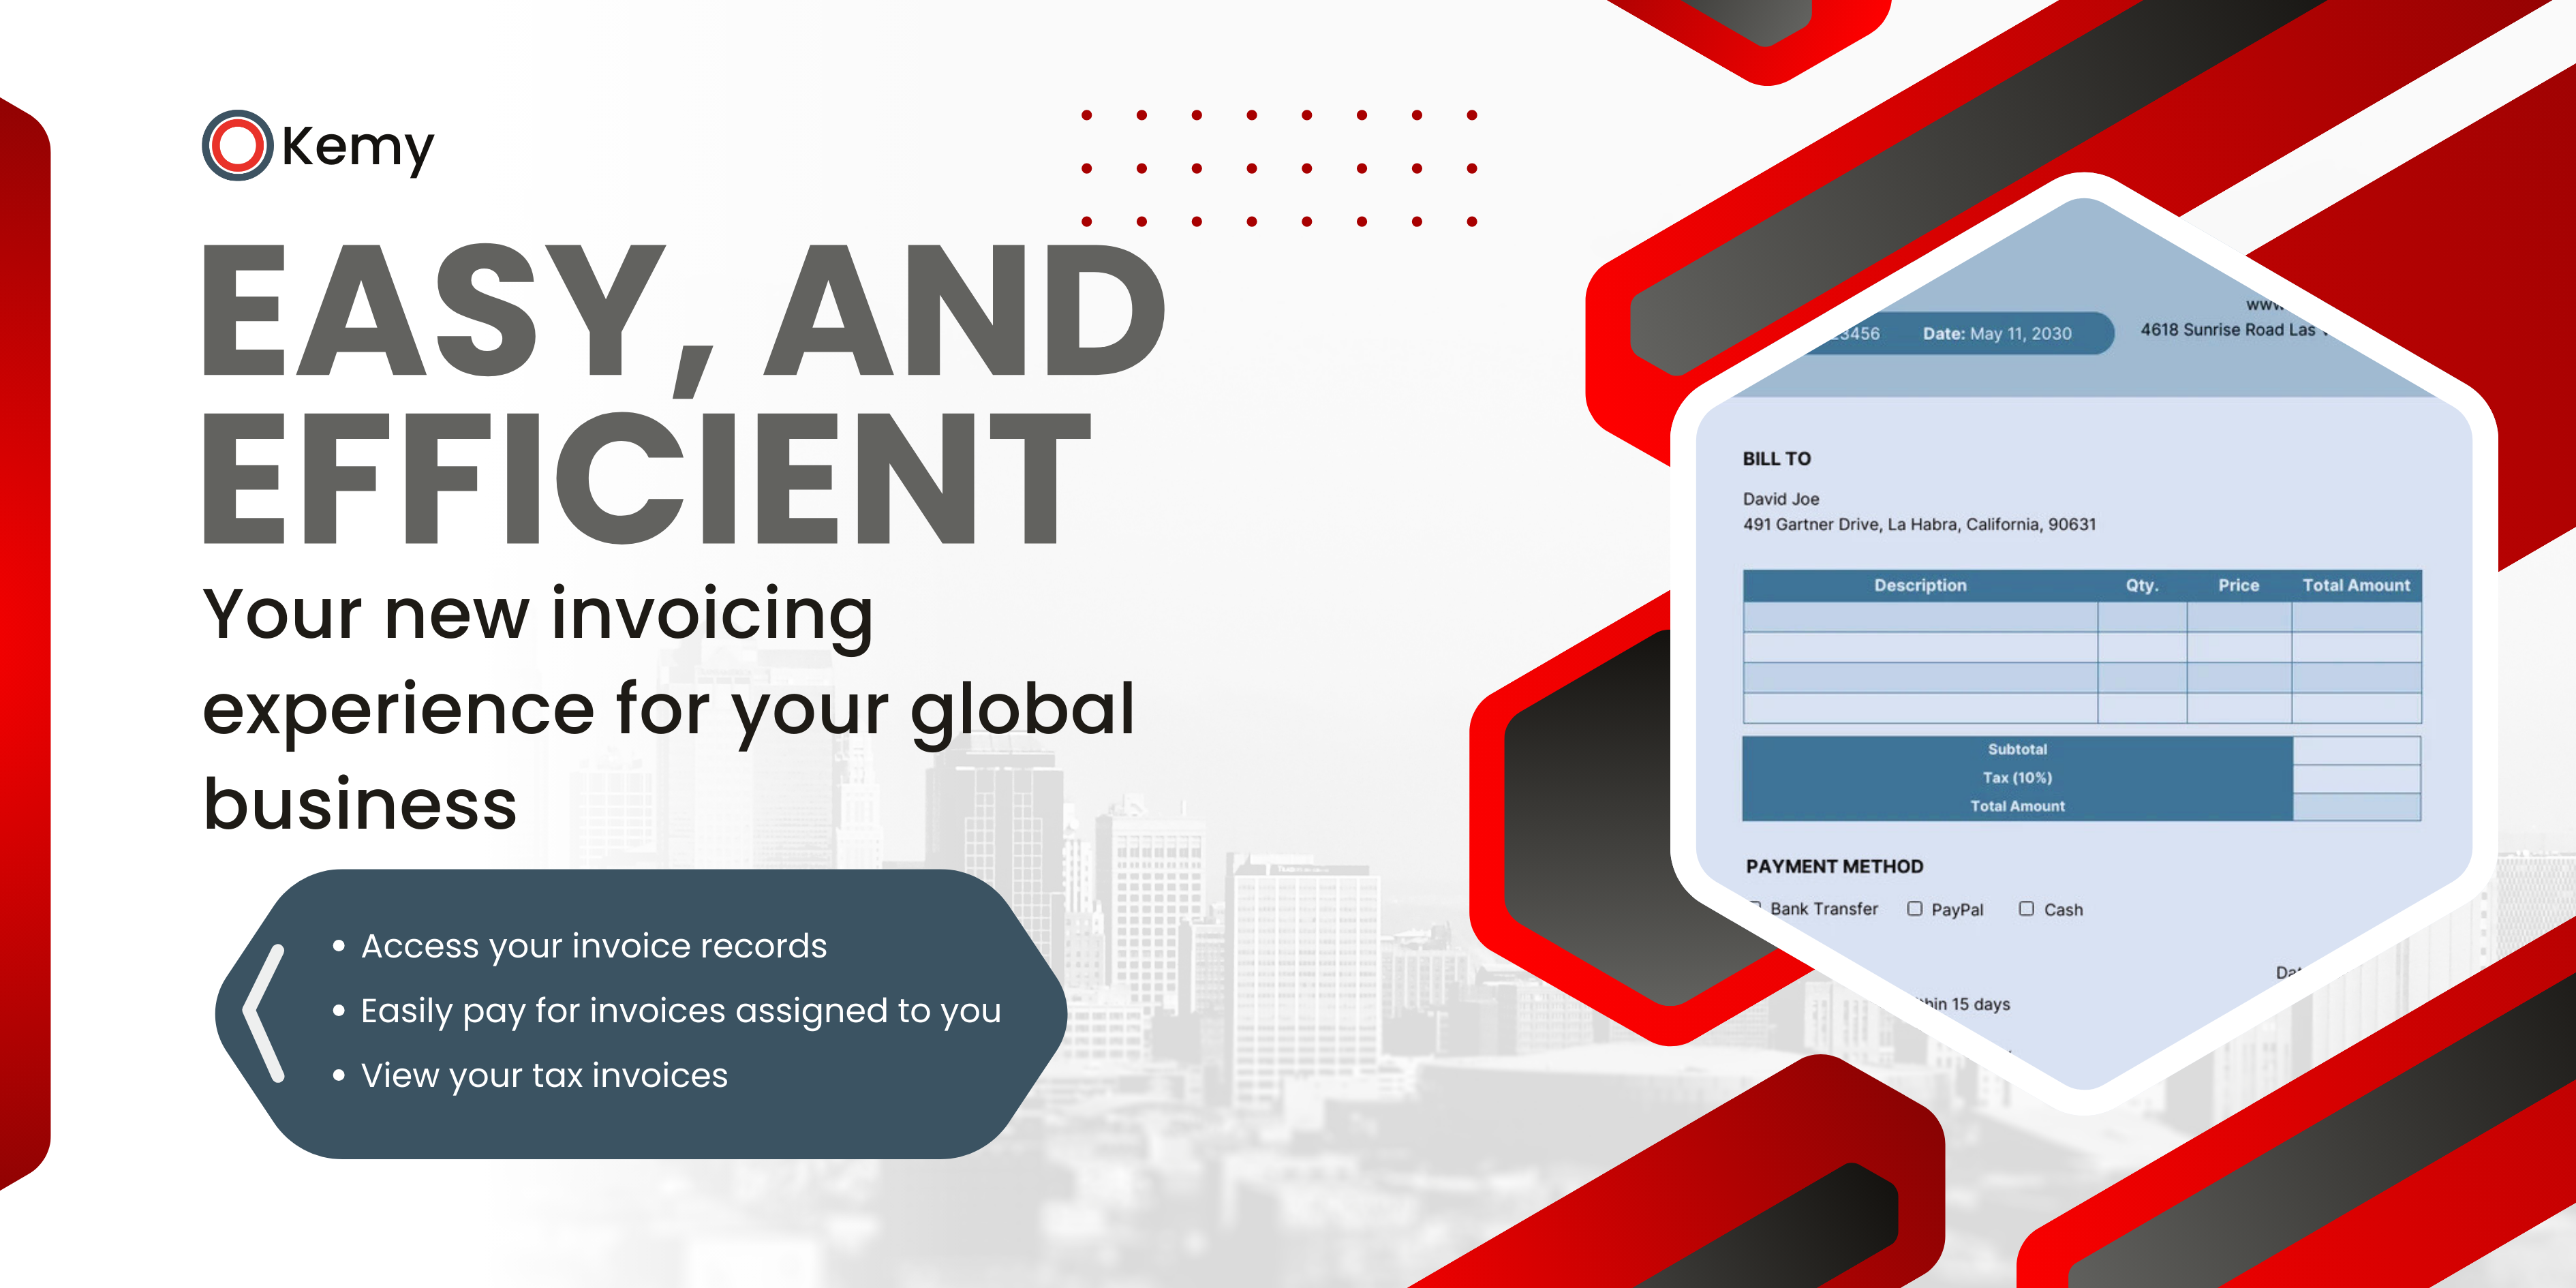 Kemy
EASY, AND
EFFICIENT
Your new invoicing
experience for your global
business
• Access your invoice records
• Easily pay for invoices assigned to you
• View your tax invoices
4618 Sunrise Road Las
3456 Date: May 11, 2030
BILL TO
David Joe
491 Gartner Drive, La Habra, California, 90631
Description Qty. Price Total Amount
Subtotal
Tax (10%)
Total Amount
PAYMENT METHOD
Bank Transfer PayPal Cash
15 days